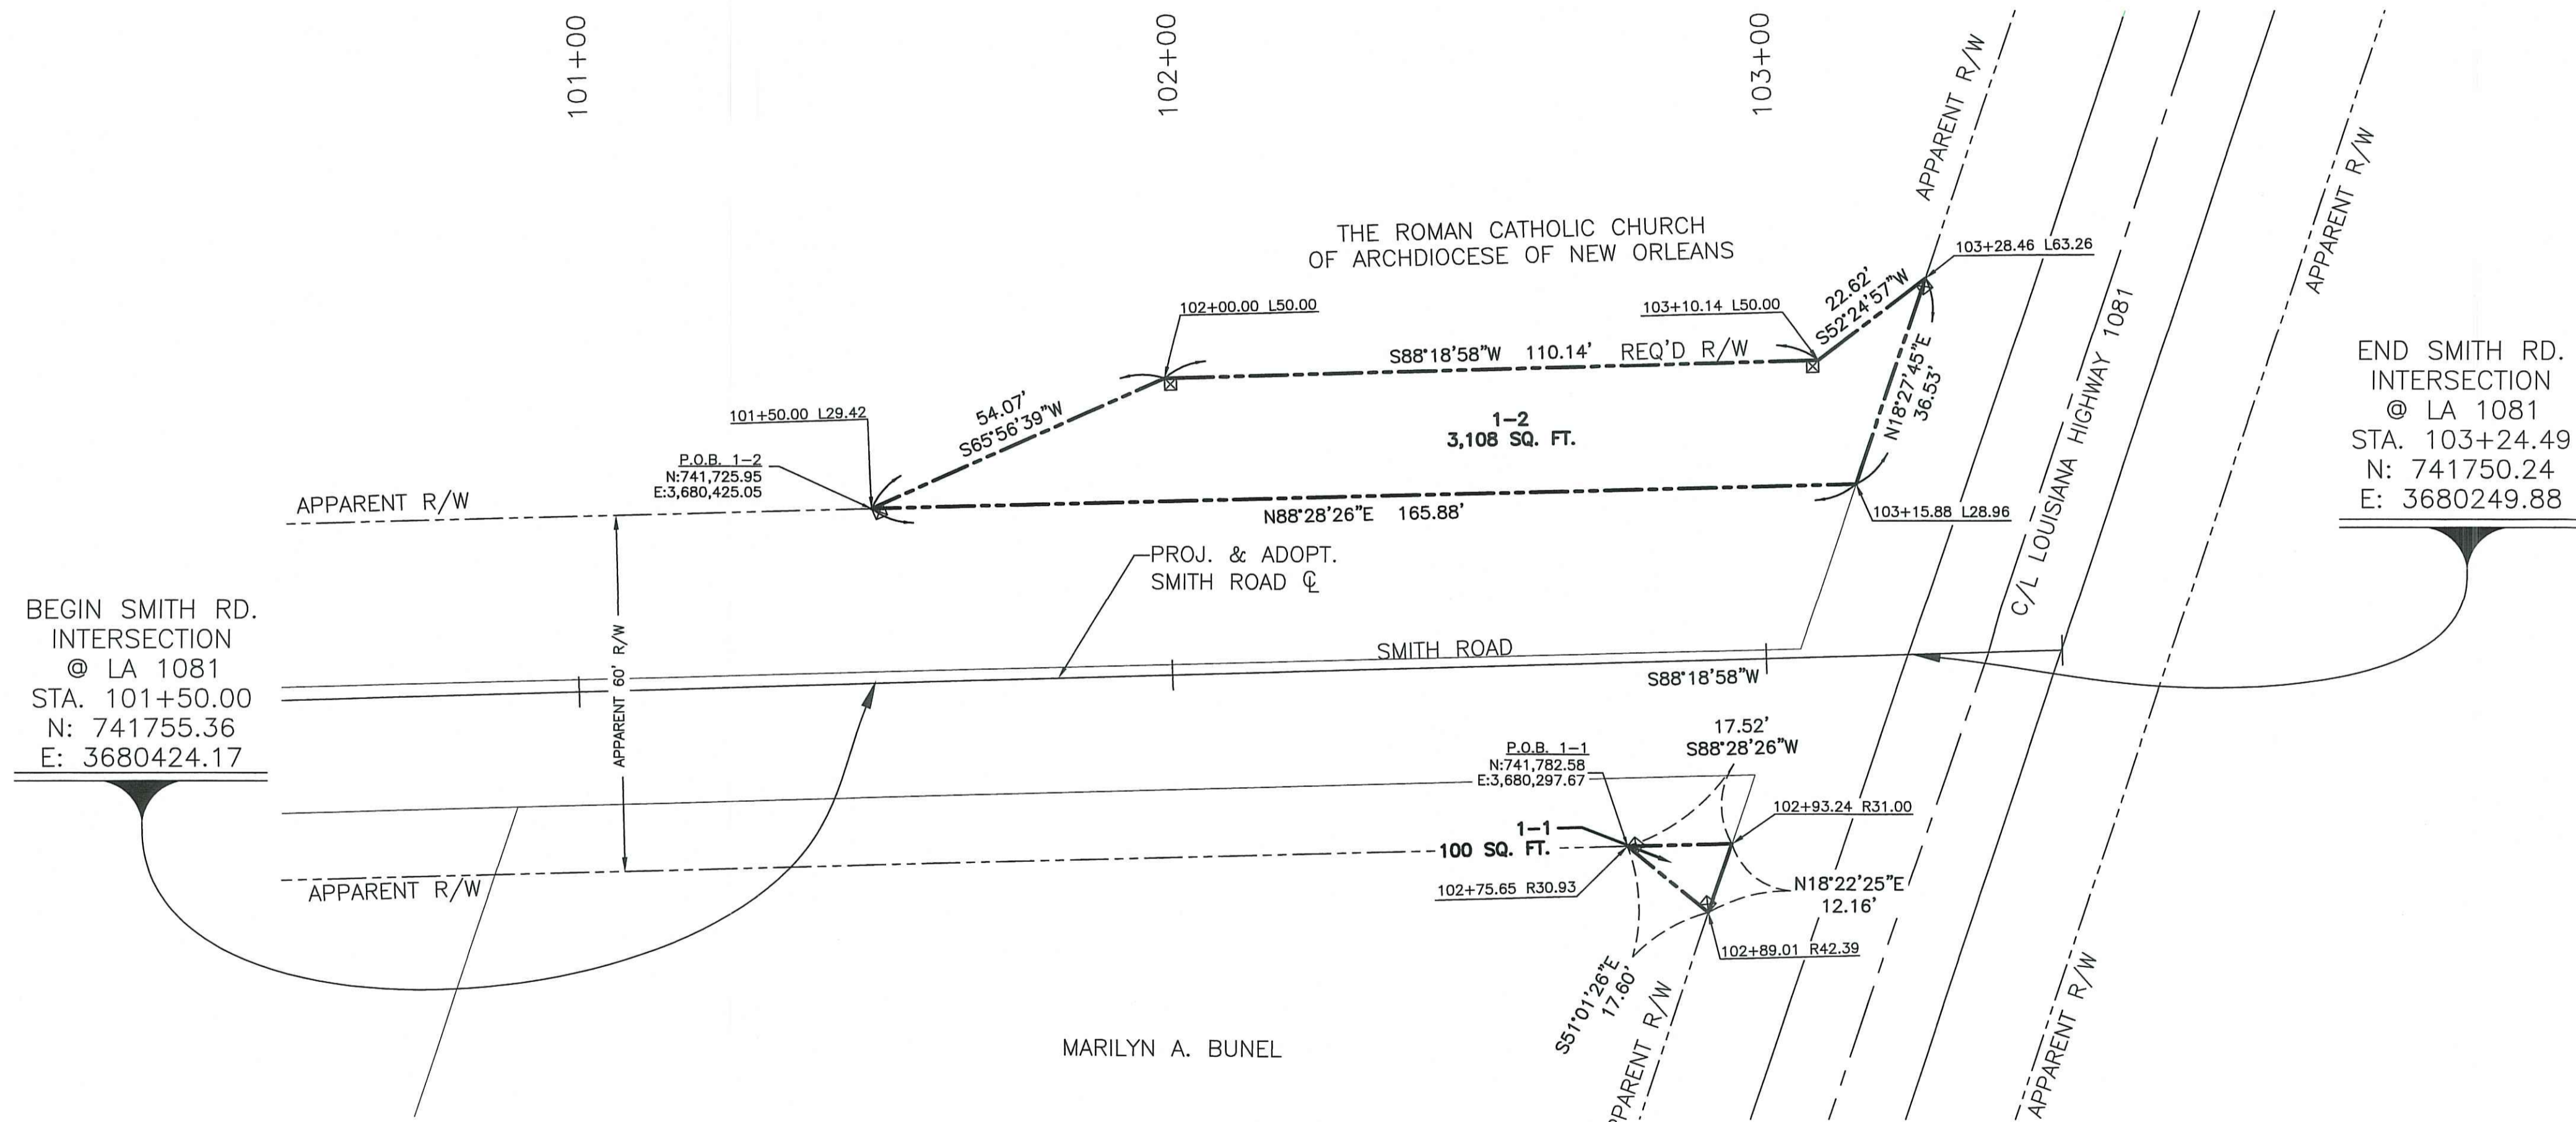 101+00
102+00
103+00
APPARENT R/W
APPARENT R/W
THE ROMAN CATHOLIC CHURCH
OF ARCHDIOCESE OF NEW ORLEANS
103+28.46 L63.26
22.62'
S52°24'57"W
102+00.00 L50.00
103+10.14 L50.00
S88°18'58"W 110.14' REQ'D R/W
N18°27'45"E
36.53'
C/L LOUISIANA HIGHWAY 1081
END SMITH RD.
INTERSECTION
@ LA 1081
STA. 103+24.49
N: 741750.24
E: 3680249.88
54.07'
S65°56'39"W
101+50.00 L29.42
1-2
3,108 SQ. FT.
P.O.B. 1-2
N:741,725.95
E:3,680,425.05
APPARENT R/W
N88°28'26"E 165.88'
103+15.88 L28.96
PROJ. & ADOPT.
SMITH ROAD ℄
BEGIN SMITH RD.
INTERSECTION
@ LA 1081
STA. 101+50.00
N: 741755.36
E: 3680424.17
APPARENT 60' R/W
SMITH ROAD
S88°18'58"W
17.52'
S88°28'26"W
P.O.B. 1-1
N:741,782.58
E:3,680,297.67
102+93.24 R31.00
1-1
100 SQ. FT.
APPARENT R/W
102+75.65 R30.93
N18°22'25"E
12.16'
102+89.01 R42.39
S51°01'26"E
17.60'
APPARENT R/W
APPARENT R/W
MARILYN A. BUNEL